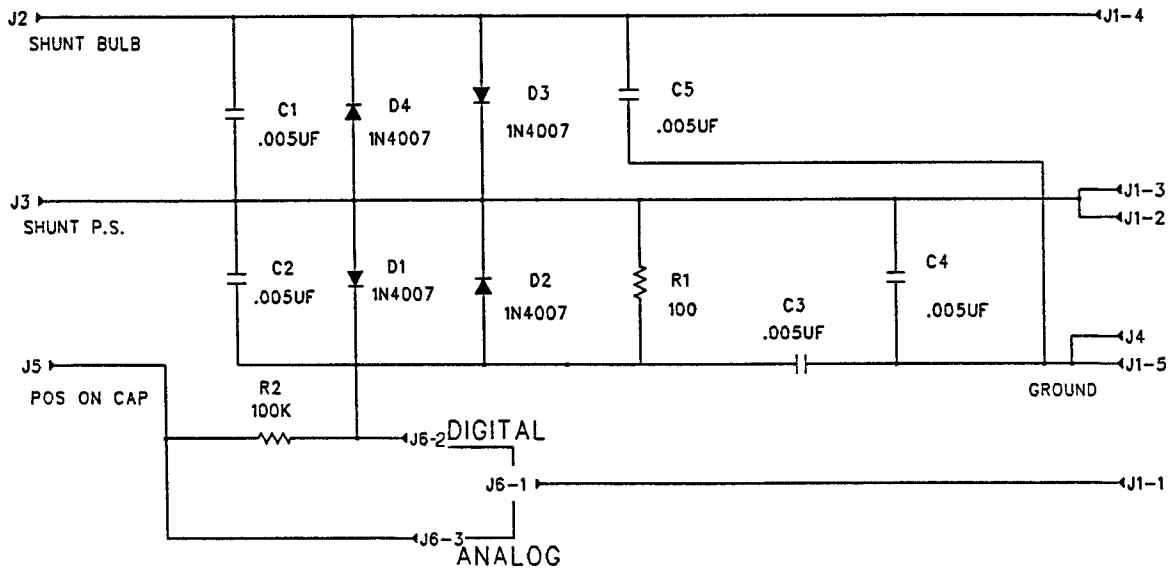 J2
J1-4
SHUNT BULB
C1
.005UF
D4
1N4007
D3
1N4007
C5
.005UF
J3
J1-3
J1-2
SHUNT P.S.
C2
.005UF
D1
1N4007
D2
1N4007
R1
100
C3
.005UF
C4
.005UF
J4
J5
J1-5
POS ON CAP
GROUND
R2
100K
J6-2 DIGITAL
J6-1
J1-1
J6-3
ANALOG